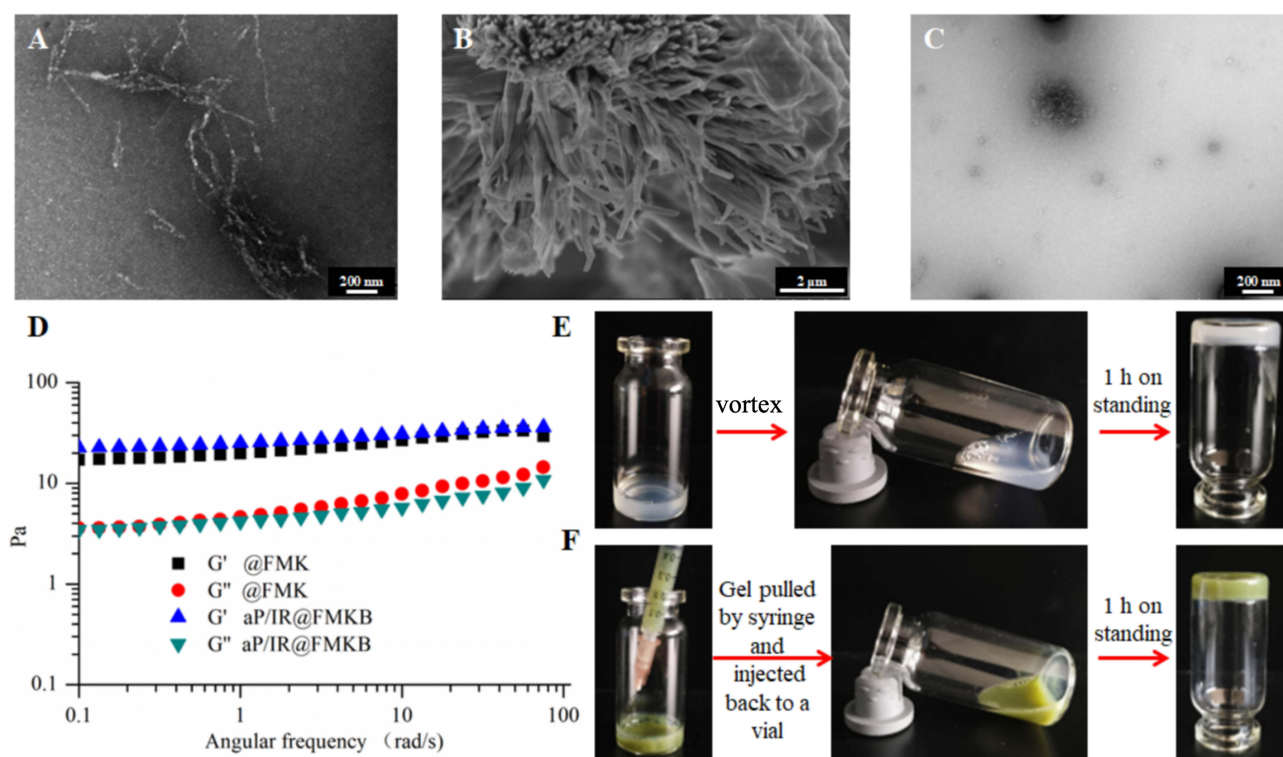 A
200 nm
B
2 µm
C
200 nm
D
100
10
1
0.1
Pa
G' @FMK
G'' @FMK
G' aP/IR@FMKB
G'' aP/IR@FMKB
0.1
1
10
100
Angular frequency （rad/s）
E
vortex
1 h on
standing
F
Gel pulled
by syringe
and
injected
back to a
vial
1 h on
standing